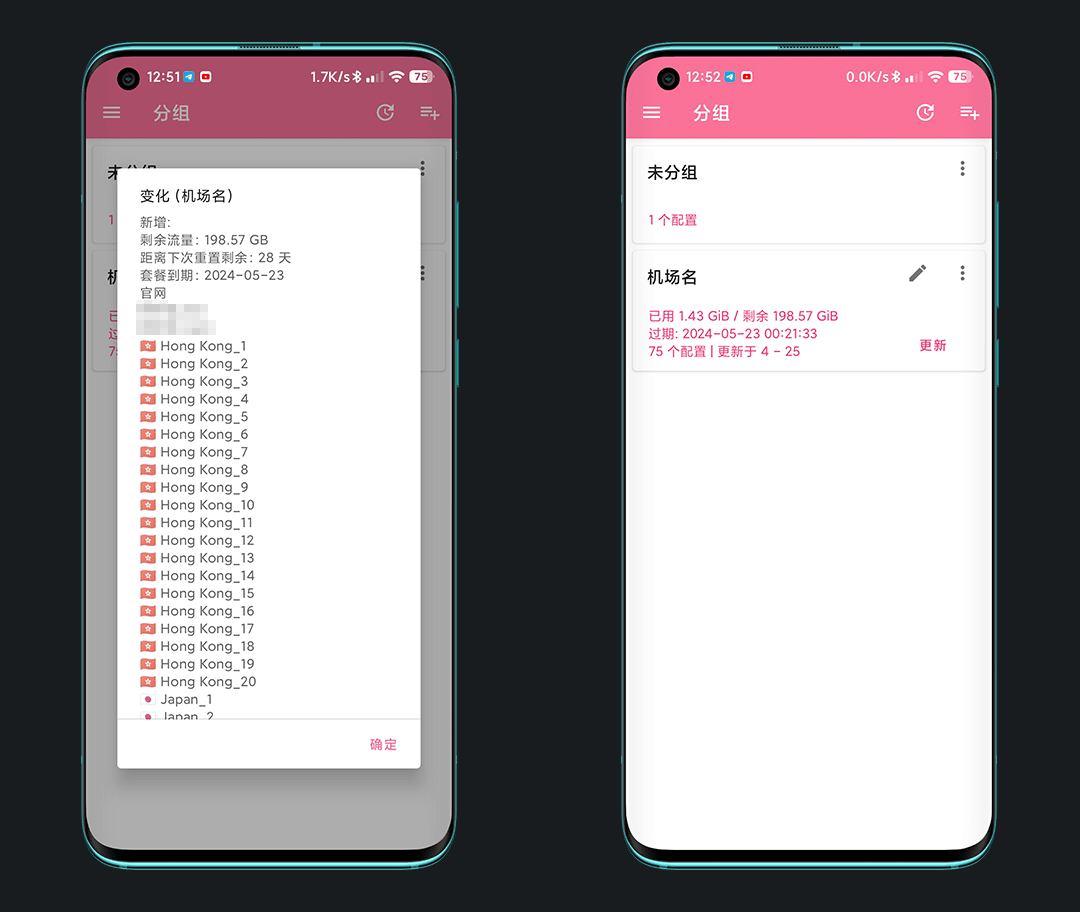 12:51
1.7K/s
75
分组
未分组
1
机
已
过
75
变化 (机场名)
新增:
剩余流量: 198.57 GB
距离下次重置剩余: 28 天
套餐到期: 2024-05-23
官网
Hong Kong_1
Hong Kong_2
Hong Kong_3
Hong Kong_4
Hong Kong_5
Hong Kong_6
Hong Kong_7
Hong Kong_8
Hong Kong_9
Hong Kong_10
Hong Kong_11
Hong Kong_12
Hong Kong_13
Hong Kong_14
Hong Kong_15
Hong Kong_16
Hong Kong_17
Hong Kong_18
Hong Kong_19
Hong Kong_20
Japan_1
Japan_2
确定
12:52
0.0K/s
75
分组
未分组
1 个配置
机场名
已用 1.43 GiB / 剩余 198.57 GiB
过期: 2024-05-23 00:21:33
75 个配置 | 更新于 4 - 25
更新